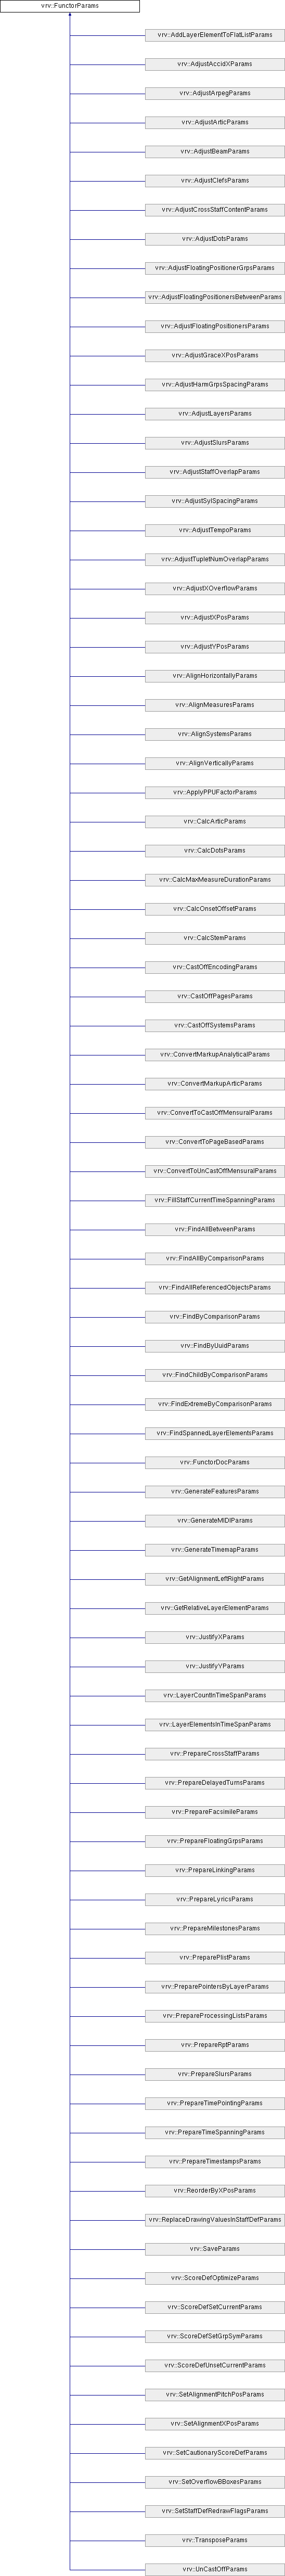 vrv::FunctorParams
vrv::AddLayerElementToFlatListParams
vrv::AdjustAccidXParams
vrv::AdjustArpegParams
vrv::AdjustArticParams
vrv::AdjustBeamParams
vrv::AdjustClefsParams
vrv::AdjustCrossStaffContentParams
vrv::AdjustDotsParams
vrv::AdjustFloatingPositionerGrpsParams
vrv::AdjustFloatingPositionersBetweenParams
vrv::AdjustFloatingPositionersParams
vrv::AdjustGraceXPosParams
vrv::AdjustHarmGrpsSpacingParams
vrv::AdjustLayersParams
vrv::AdjustSlursParams
vrv::AdjustStaffOverlapParams
vrv::AdjustSylSpacingParams
vrv::AdjustTempoParams
vrv::AdjustTupletNumOverlapParams
vrv::AdjustXOverflowParams
vrv::AdjustXPosParams
vrv::AdjustYPosParams
vrv::AlignHorizontallyParams
vrv::AlignMeasuresParams
vrv::AlignSystemsParams
vrv::AlignVerticallyParams
vrv::ApplyPPUFactorParams
vrv::CalcArticParams
vrv::CalcDotsParams
vrv::CalcMaxMeasureDurationParams
vrv::CalcOnsetOffsetParams
vrv::CalcStemParams
vrv::CastOffEncodingParams
vrv::CastOffPagesParams
vrv::CastOffSystemsParams
vrv::ConvertMarkupAnalyticalParams
vrv::ConvertMarkupArticParams
vrv::ConvertToCastOffMensuralParams
vrv::ConvertToPageBasedParams
vrv::ConvertToUnCastOffMensuralParams
vrv::FillStaffCurrentTimeSpanningParams
vrv::FindAllBetweenParams
vrv::FindAllByComparisonParams
vrv::FindAllReferencedObjectsParams
vrv::FindByComparisonParams
vrv::FindByUuidParams
vrv::FindChildByComparisonParams
vrv::FindExtremeByComparisonParams
vrv::FindSpannedLayerElementsParams
vrv::FunctorDocParams
vrv::GenerateFeaturesParams
vrv::GenerateMIDIParams
vrv::GenerateTimemapParams
vrv::GetAlignmentLeftRightParams
vrv::GetRelativeLayerElementParams
vrv::JustifyXParams
vrv::JustifyYParams
vrv::LayerCountInTimeSpanParams
vrv::LayerElementsInTimeSpanParams
vrv::PrepareCrossStaffParams
vrv::PrepareDelayedTurnsParams
vrv::PrepareFacsimileParams
vrv::PrepareFloatingGrpsParams
vrv::PrepareLinkingParams
vrv::PrepareLyricsParams
vrv::PrepareMilestonesParams
vrv::PreparePlistParams
vrv::PreparePointersByLayerParams
vrv::PrepareProcessingListsParams
vrv::PrepareRptParams
vrv::PrepareSlursParams
vrv::PrepareTimePointingParams
vrv::PrepareTimeSpanningParams
vrv::PrepareTimestampsParams
vrv::ReorderByXPosParams
vrv::ReplaceDrawingValuesInStaffDefParams
vrv::SaveParams
vrv::ScoreDefOptimizeParams
vrv::ScoreDefSetCurrentParams
vrv::ScoreDefSetGrpSymParams
vrv::ScoreDefUnsetCurrentParams
vrv::SetAlignmentPitchPosParams
vrv::SetAlignmentXPosParams
vrv::SetCautionaryScoreDefParams
vrv::SetOverflowBBoxesParams
vrv::SetStaffDefRedrawFlagsParams
vrv::TransposeParams
vrv::UnCastOffParams